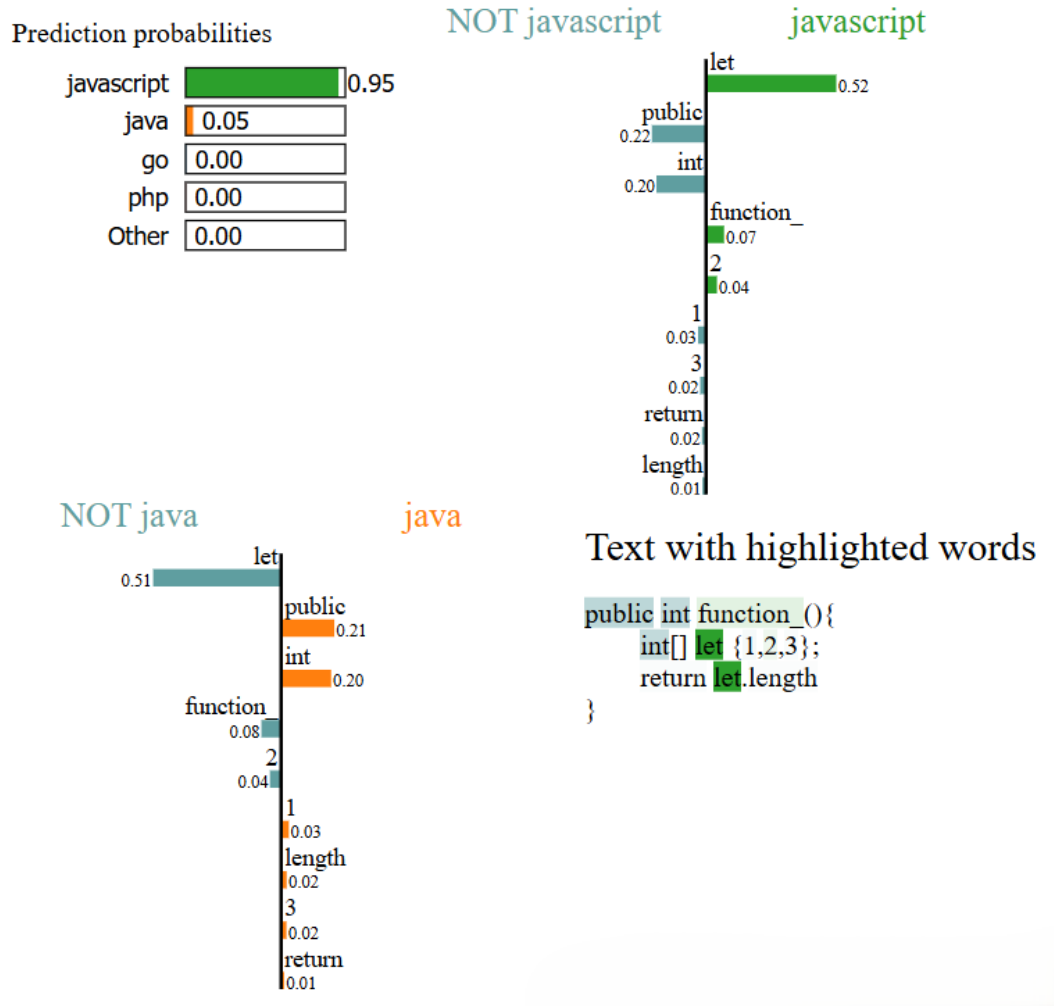 Prediction probabilities
javascript 0.95
java 0.05
go 0.00
php 0.00
Other 0.00
NOT javascript javascript
let
0.52
public
0.22
int
0.20
function_
0.07
2
0.04
1
0.03
3
0.02
return
0.02
length
0.01
NOT java java
let
0.51
public
0.21
int
0.20
function_
0.08
2
0.04
1
0.03
length
0.02
3
0.02
return
0.01
Text with highlighted words
public int function_(){
int[] let {1,2,3};
return let.length
}